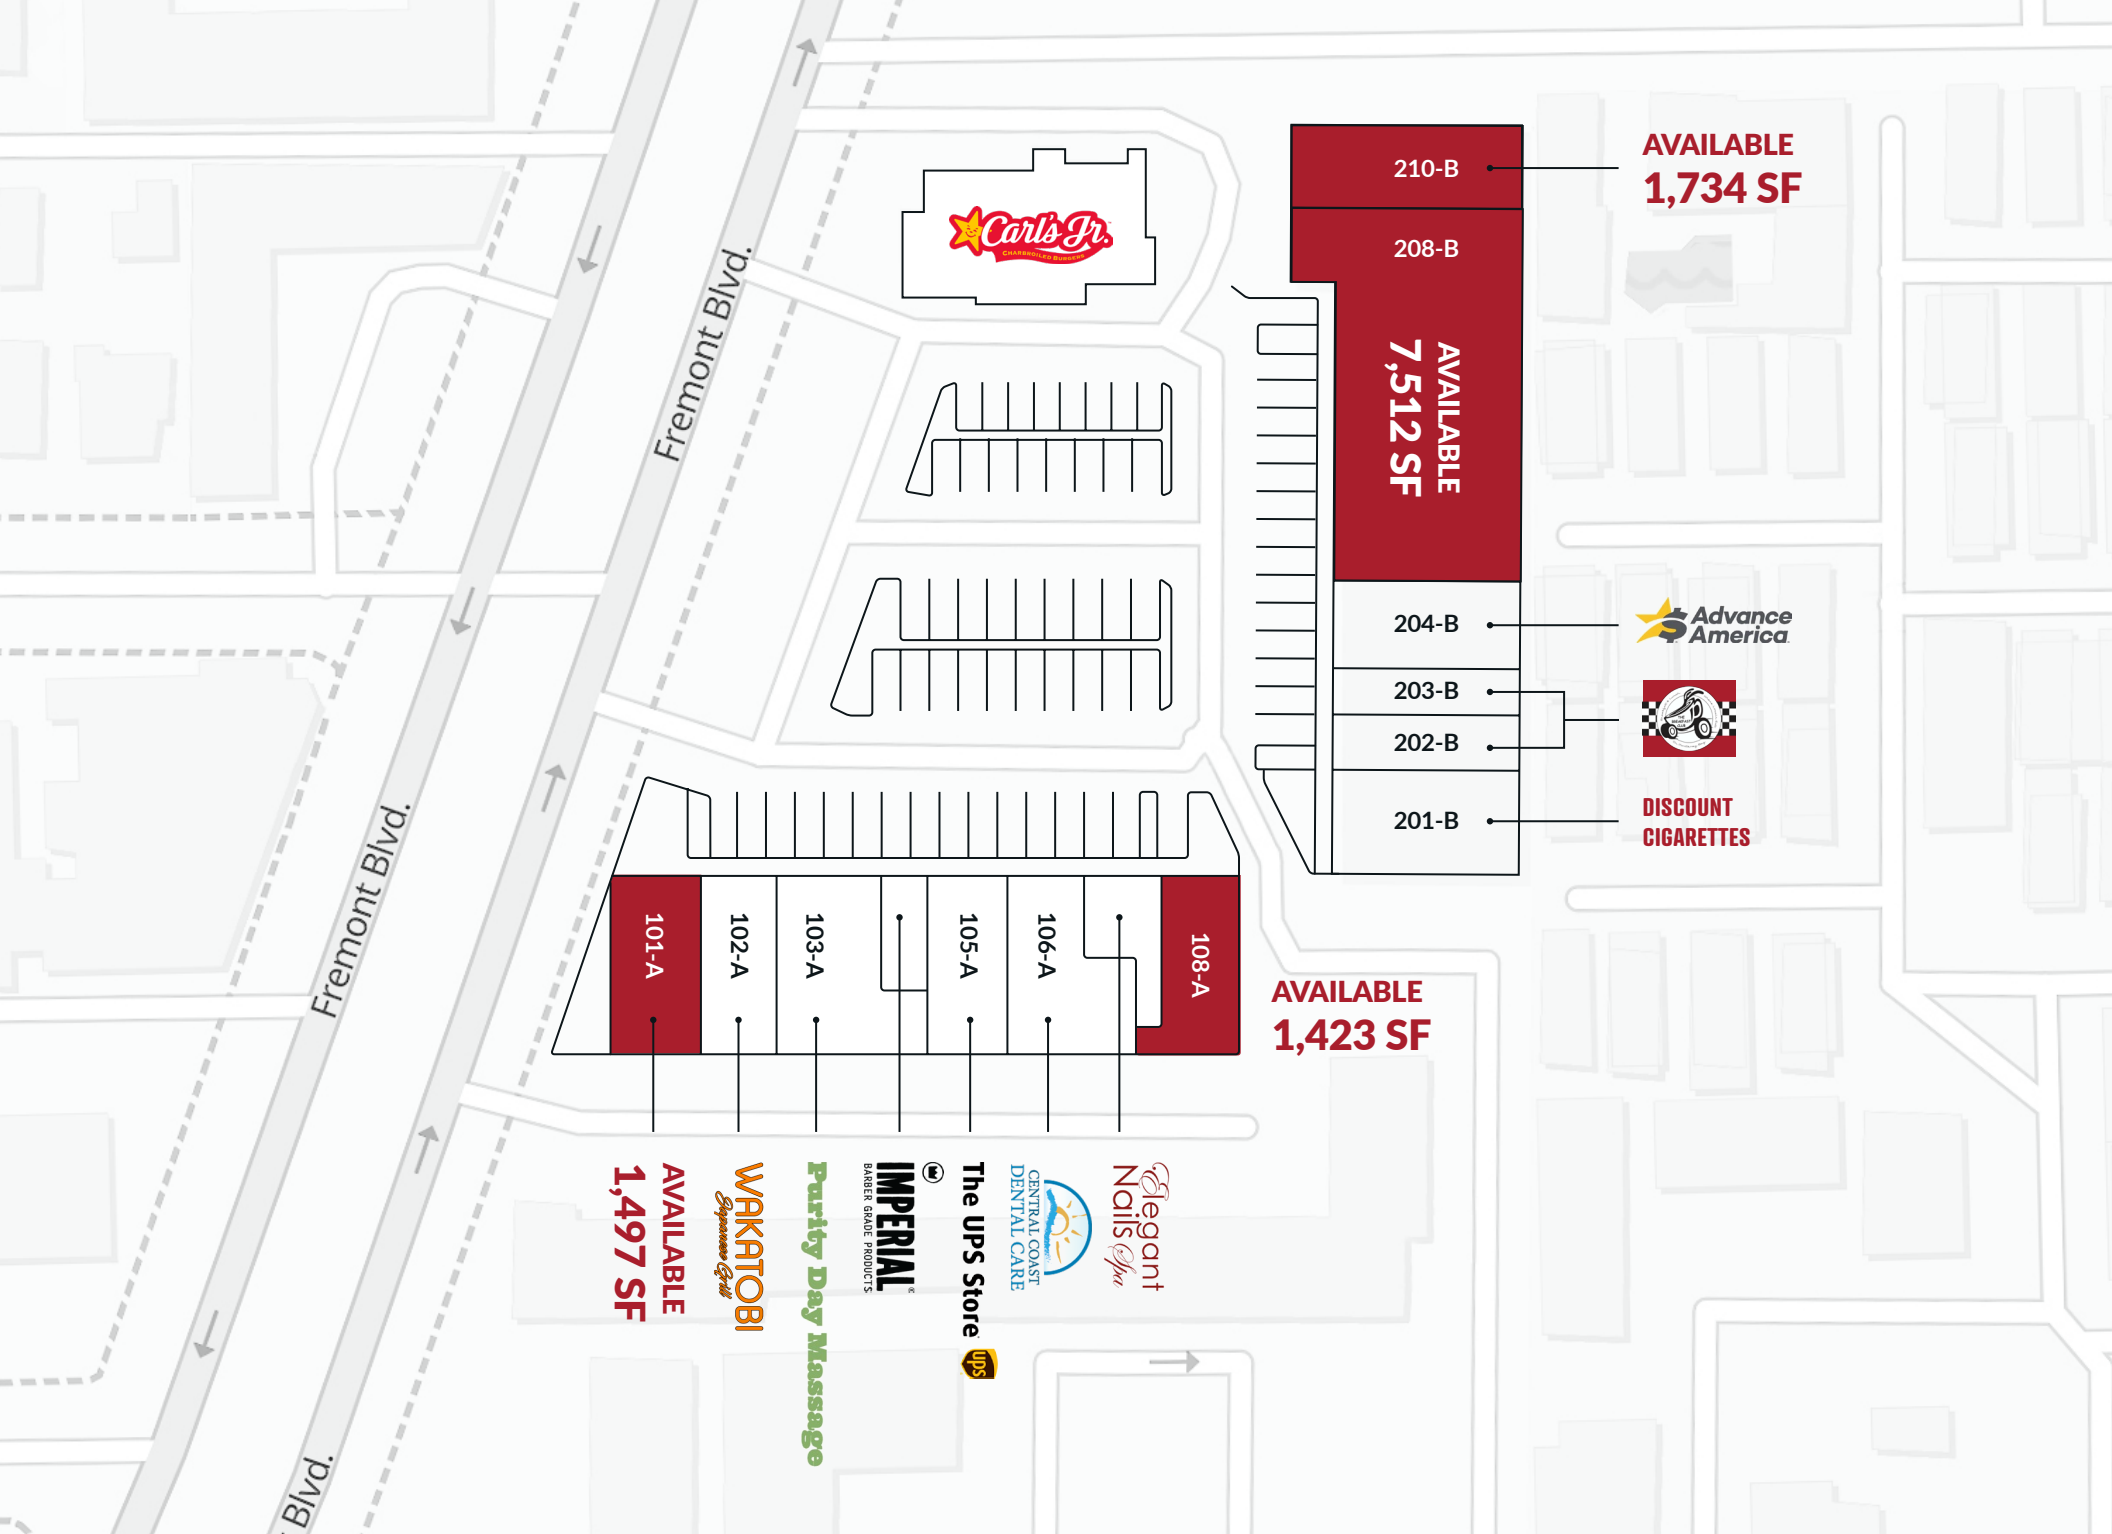 Carl's Jr.
CHARBROILED BURGERS
210-B
AVAILABLE
1,734 SF
208-B
AVAILABLE
7,512 SF
Fremont Blvd.
204-B
Advance
America
203-B
202-B
201-B
DISCOUNT
CIGARETTES
Fremont Blvd.
101-A
102-A
103-A
105-A
106-A
108-A
AVAILABLE
1,423 SF
AVAILABLE
1,497 SF
WAKATOBI
Japanese Grill
Purity Day Massage
IMPERIAL
BARBER GRADE PRODUCTS
The UPS Store
ups
CENTRAL COAST
DENTAL CARE
Elegant
Nails Spa
Blvd.